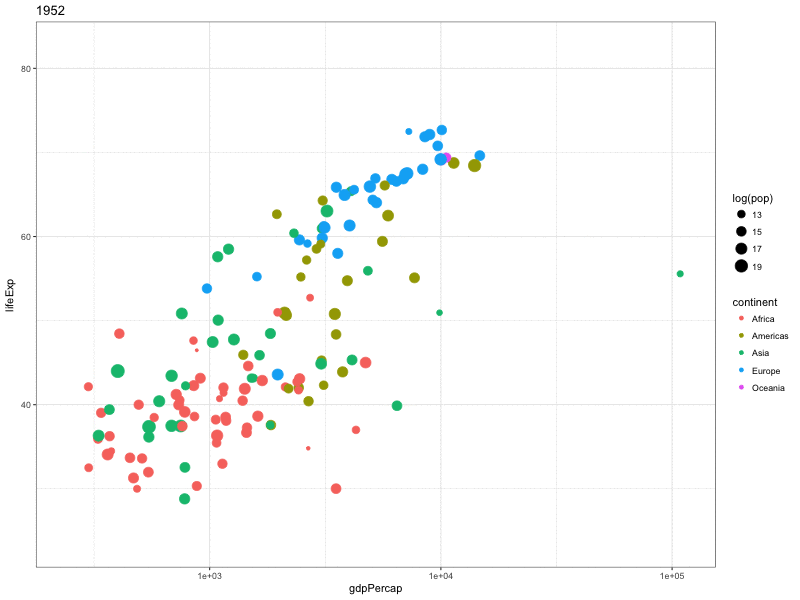 1952
80
60
40
lifeExp
1e+03
1e+04
1e+05
gdpPercap
log(pop)
13
15
17
19
continent
Africa
Americas
Asia
Europe
Oceania